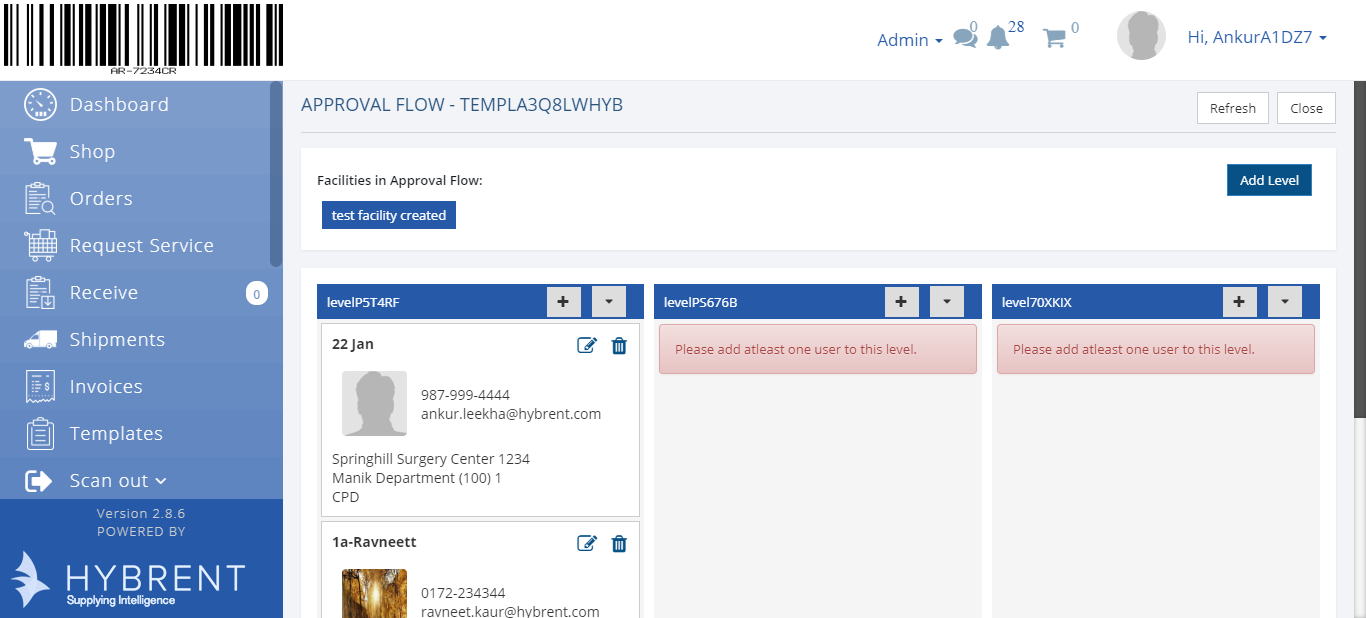 AR-7234CR
Admin
0
28
0
Hi, AnkurA1DZ7
Dashboard
Shop
Orders
Request Service
Receive
0
Shipments
Invoices
Templates
Scan out
Version 2.8.6
POWERED BY
HYBRENT
Supplying Intelligence
APPROVAL FLOW - TEMPLA3Q8LWHYB
Refresh
Close
Facilities in Approval Flow:
Add Level
test facility created
levelP5T4RF
22 Jan
987-999-4444
ankur.leekha@hybrent.com
Springhill Surgery Center 1234
Manik Department (100) 1
CPD
1a-Ravneett
0172-234344
ravneet.kaur@hybrent.com
levelPS676B
Please add atleast one user to this level.
level70XKIX
Please add atleast one user to this level.